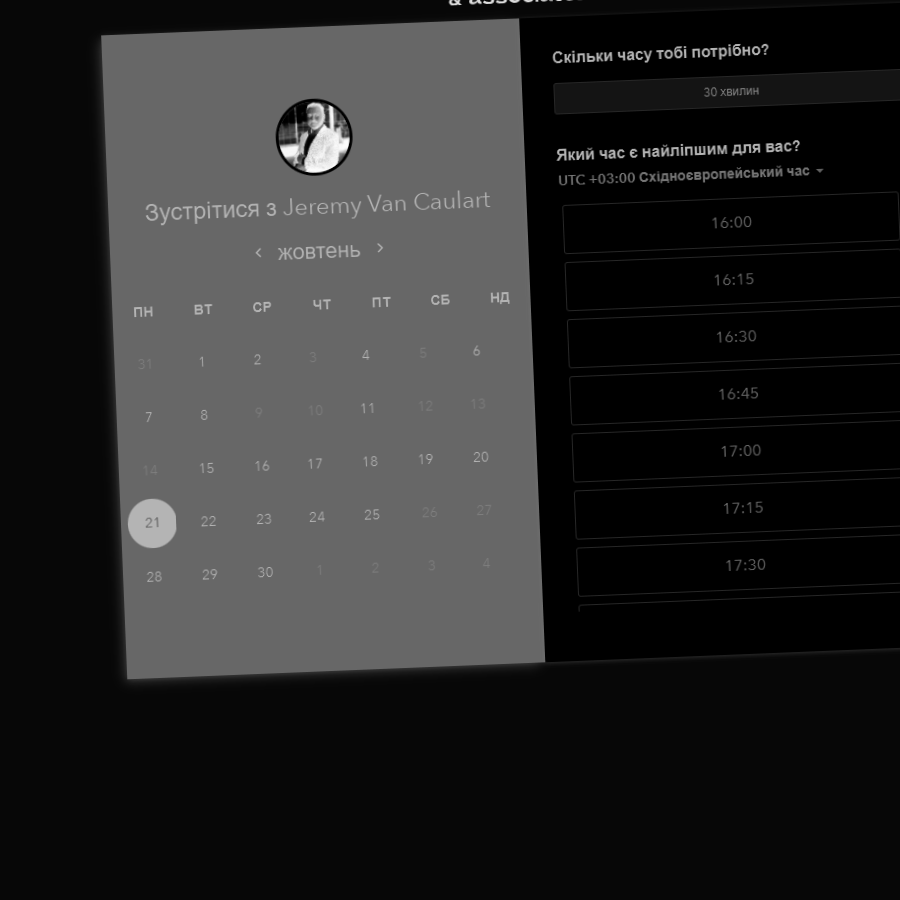 Зустрітися з Jeremy Van Caulart
‹ жовтень ›
ПН ВТ СР ЧТ ПТ СБ НД
31 1 2 3 4 5 6
7 8 9 10 11 12 13
14 15 16 17 18 19 20
21 22 23 24 25 26 27
28 29 30 1 2 3 4
Скільки часу тобі потрібно?
30 хвилин
Який час є найліпшим для вас?
UTC +03:00 Східноєвропейський час
16:00
16:15
16:30
16:45
17:00
17:15
17:30